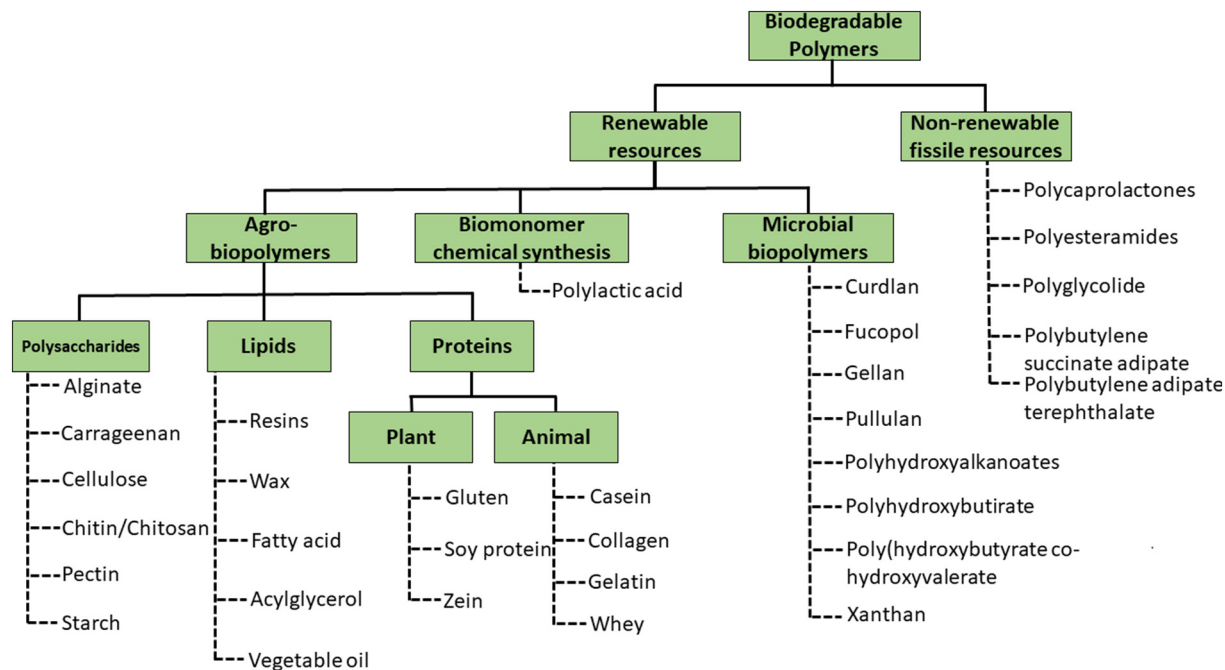 Biodegradable
Polymers
Renewable
resources
Non-renewable
fissile resources
Polycaprolactones
Polyesteramides
Polyglycolide
Polybutylene
succinate adipate
Polybutylene adipate
terephthalate
Agro-
biopolymers
Biomonomer
chemical synthesis
Polylactic acid
Microbial
biopolymers
Curdlan
Fucopol
Gellan
Pullulan
Polyhydroxyalkanoates
Polyhydroxybutirate
Poly(hydroxybutyrate co-
hydroxyvalerate
Xanthan
Polysaccharides
Alginate
Carrageenan
Cellulose
Chitin/Chitosan
Pectin
Starch
Lipids
Resins
Wax
Fatty acid
Acylglycerol
Vegetable oil
Proteins
Plant
Gluten
Soy protein
Zein
Animal
Casein
Collagen
Gelatin
Whey